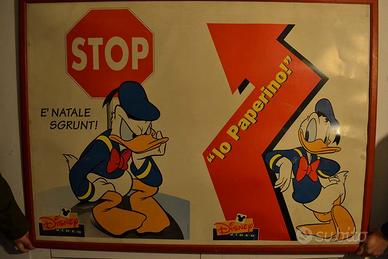 STOP
E' NATALE
SGRUNT!
"Io Paperino!"
Disney
VIDEO
Disney
VIDEO
subito